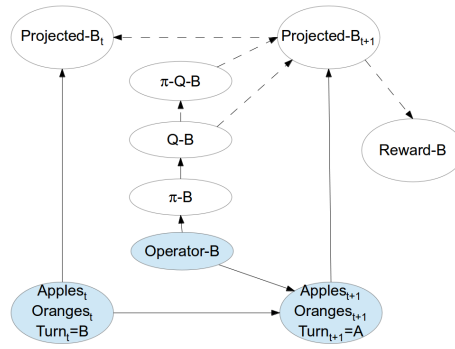 Projected-Bₜ
Projected-Bₜ₊₁
π-Q-B
Q-B
Reward-B
π-B
Operator-B
Applesₜ
Orangesₜ
Turnₜ=B
Applesₜ₊₁
Orangesₜ₊₁
Turnₜ₊₁=A